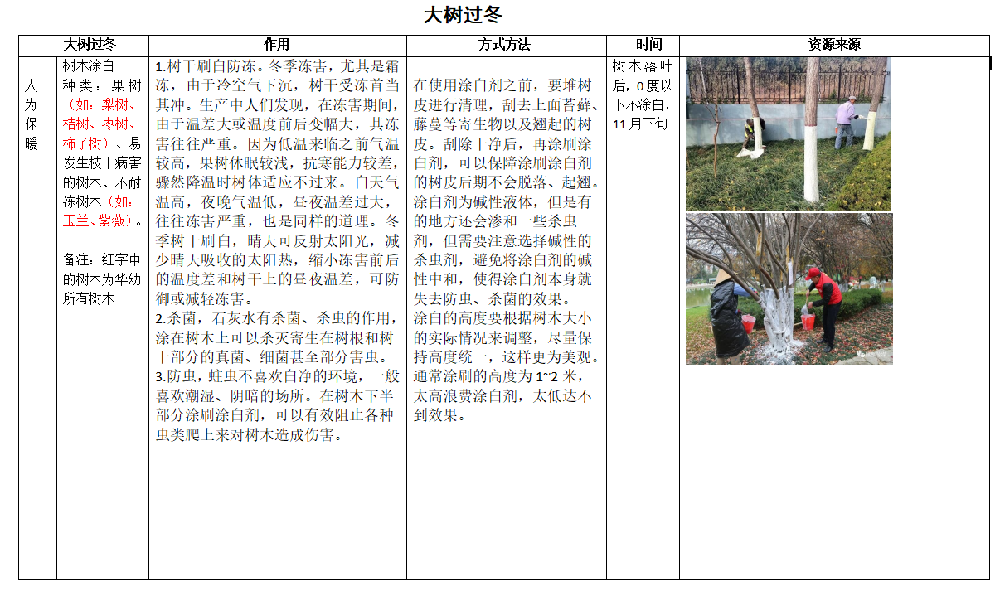 大树过冬
大树过冬
作用
方式方法
时间
资源来源
人
为
保
暖
树木涂白
种类：果树
（如：梨树、
桔树、枣树、
柿子树）、易
发生枝干病害
的树木、不耐
冻树木（如：
玉兰、紫薇）。
备注：红字中
的树木为华幼
所有树木
1.树干刷白防冻。冬季冻害，尤其是霜
冻，由于冷空气下沉，树干受冻首当
其冲。生产中人们发现，在冻害期间，
由于温差大或温度前后变幅大，其冻
害往往严重。因为低温来临之前气温
较高，果树休眠较浅，抗寒能力较差，
骤然降温时树体适应不过来。白天气
温高，夜晚气温低，昼夜温差过大，
往往冻害严重，也是同样的道理。冬
季树干刷白，晴天可反射太阳光，减
少晴天吸收的太阳热，缩小冻害前后
的温度差和树干上的昼夜温差，可防
御或减轻冻害。
2.杀菌，石灰水有杀菌、杀虫的作用，
涂在树木上可以杀灭寄生在树根和树
干部分的真菌、细菌甚至部分害虫。
3.防虫，蛀虫不喜欢白净的环境，一般
喜欢潮湿、阴暗的场所。在树木下半
部分涂刷涂白剂，可以有效阻止各种
虫类爬上来对树木造成伤害。
在使用涂白剂之前，要堆树
皮进行清理，刮去上面苔藓、
藤蔓等寄生物以及翘起的树
皮。刮除干净后，再涂刷涂
白剂，可以保障涂刷涂白剂
的树皮后期不会脱落、起翘。
涂白剂为碱性液体，但是有
的地方还会渗和一些杀虫
剂，但需要注意选择碱性的
杀虫剂，避免将涂白剂的碱
性中和，使得涂白剂本身就
失去防虫、杀菌的效果。
涂白的高度要根据树木大小
的实际情况来调整，尽量保
持高度统一，这样更为美观。
通常涂刷的高度为 1~2 米，
太高浪费涂白剂，太低达不
到效果。
树木落叶
后，0 度以
下不涂白，
11 月下旬